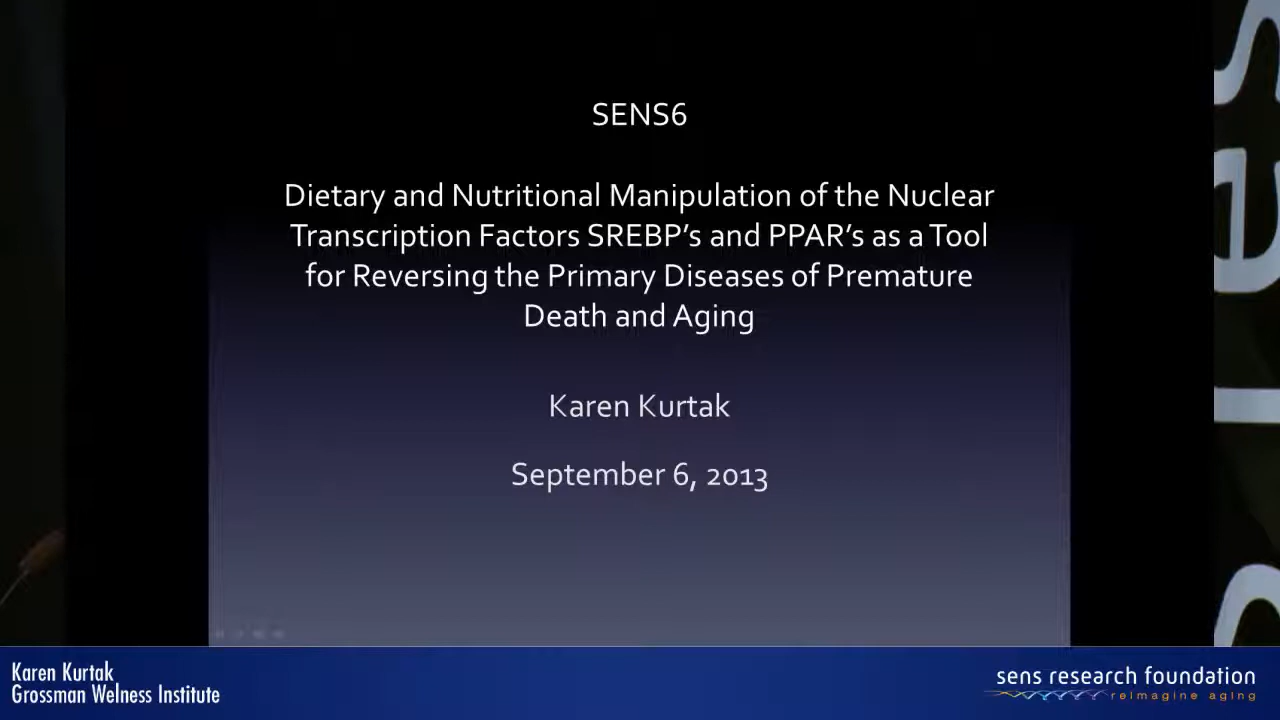 SENS6
Dietary and Nutritional Manipulation of the Nuclear
Transcription Factors SREBP's and PPAR's as a Tool
for Reversing the Primary Diseases of Premature
Death and Aging
Karen Kurtak
September 6, 2013
Karen Kurtak
Grossman Welness Institute
sens research foundation
reimagine aging